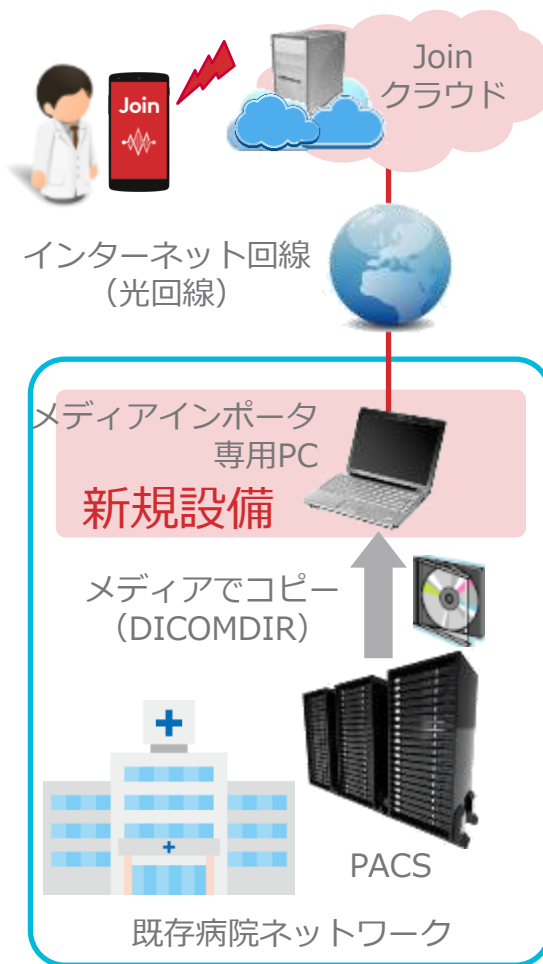 Join
クラウド
Join
インターネット回線
（光回線）
メディアインポータ
専用PC
新規設備
メディアでコピー
（DICOMDIR）
PACS
既存病院ネットワーク